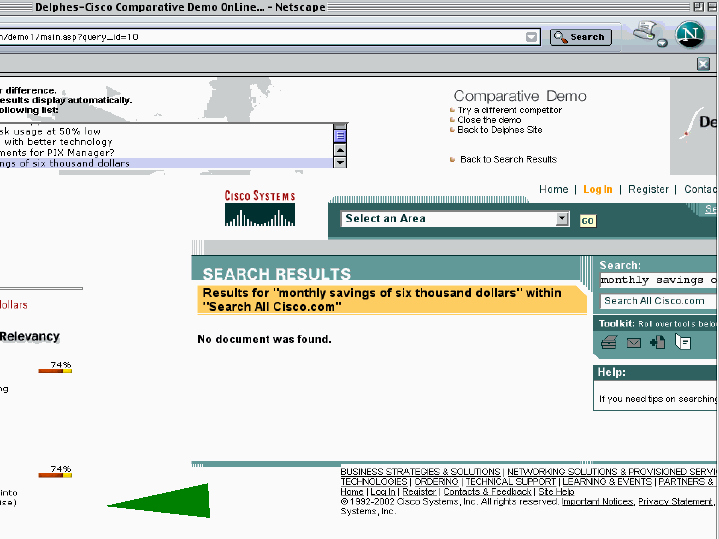 Delphes-Cisco Comparative Demo OnLine... - Netscape
/demo1/main.asp?query_id=10
Search
difference.
results display automatically.
following list:
sk usage at 50% low
with better technology
ments for PIX Manager?
ngs of six thousand dollars
Comparative Demo
Try a different competitor
Close the demo
Back to Delphes Site
Back to Search Results
De
Home | Log In | Register | Contac
CISCO SYSTEMS
Select an Area
GO
Se
SEARCH RESULTS
Results for "monthly savings of six thousand dollars" within
"Search All Cisco.com"
No document was found.
Search:
monthly savings o
Search All Cisco.com
Toolkit: Roll over tools belo
Help:
If you need tips on searching
dollars
Relevancy
74%
ng
74%
into
use)
BUSINESS STRATEGIES & SOLUTIONS | NETWORKING SOLUTIONS & PROVISIONED SERVI
TECHNOLOGIES | ORDERING | TECHNICAL SUPPORT | LEARNING & EVENTS | PARTNERS &
Home | Log In | Register | Contacts & Feedback | Site Help
© 1992-2002 Cisco Systems, Inc. All rights reserved. Important Notices, Privacy Statement,
Systems, Inc.